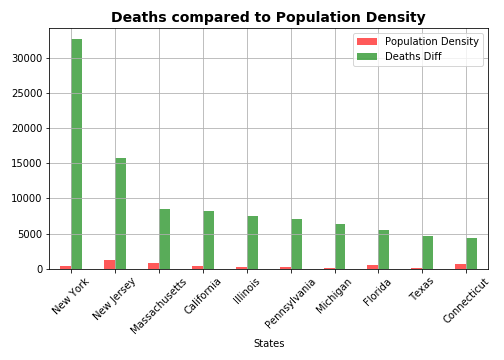 Deaths compared to Population Density
Population Density
Deaths Diff
30000
25000
20000
15000
10000
5000
0
New York
New Jersey
Massachusetts
California
Illinois
Pennsylvania
Michigan
Florida
Texas
Connecticut
States